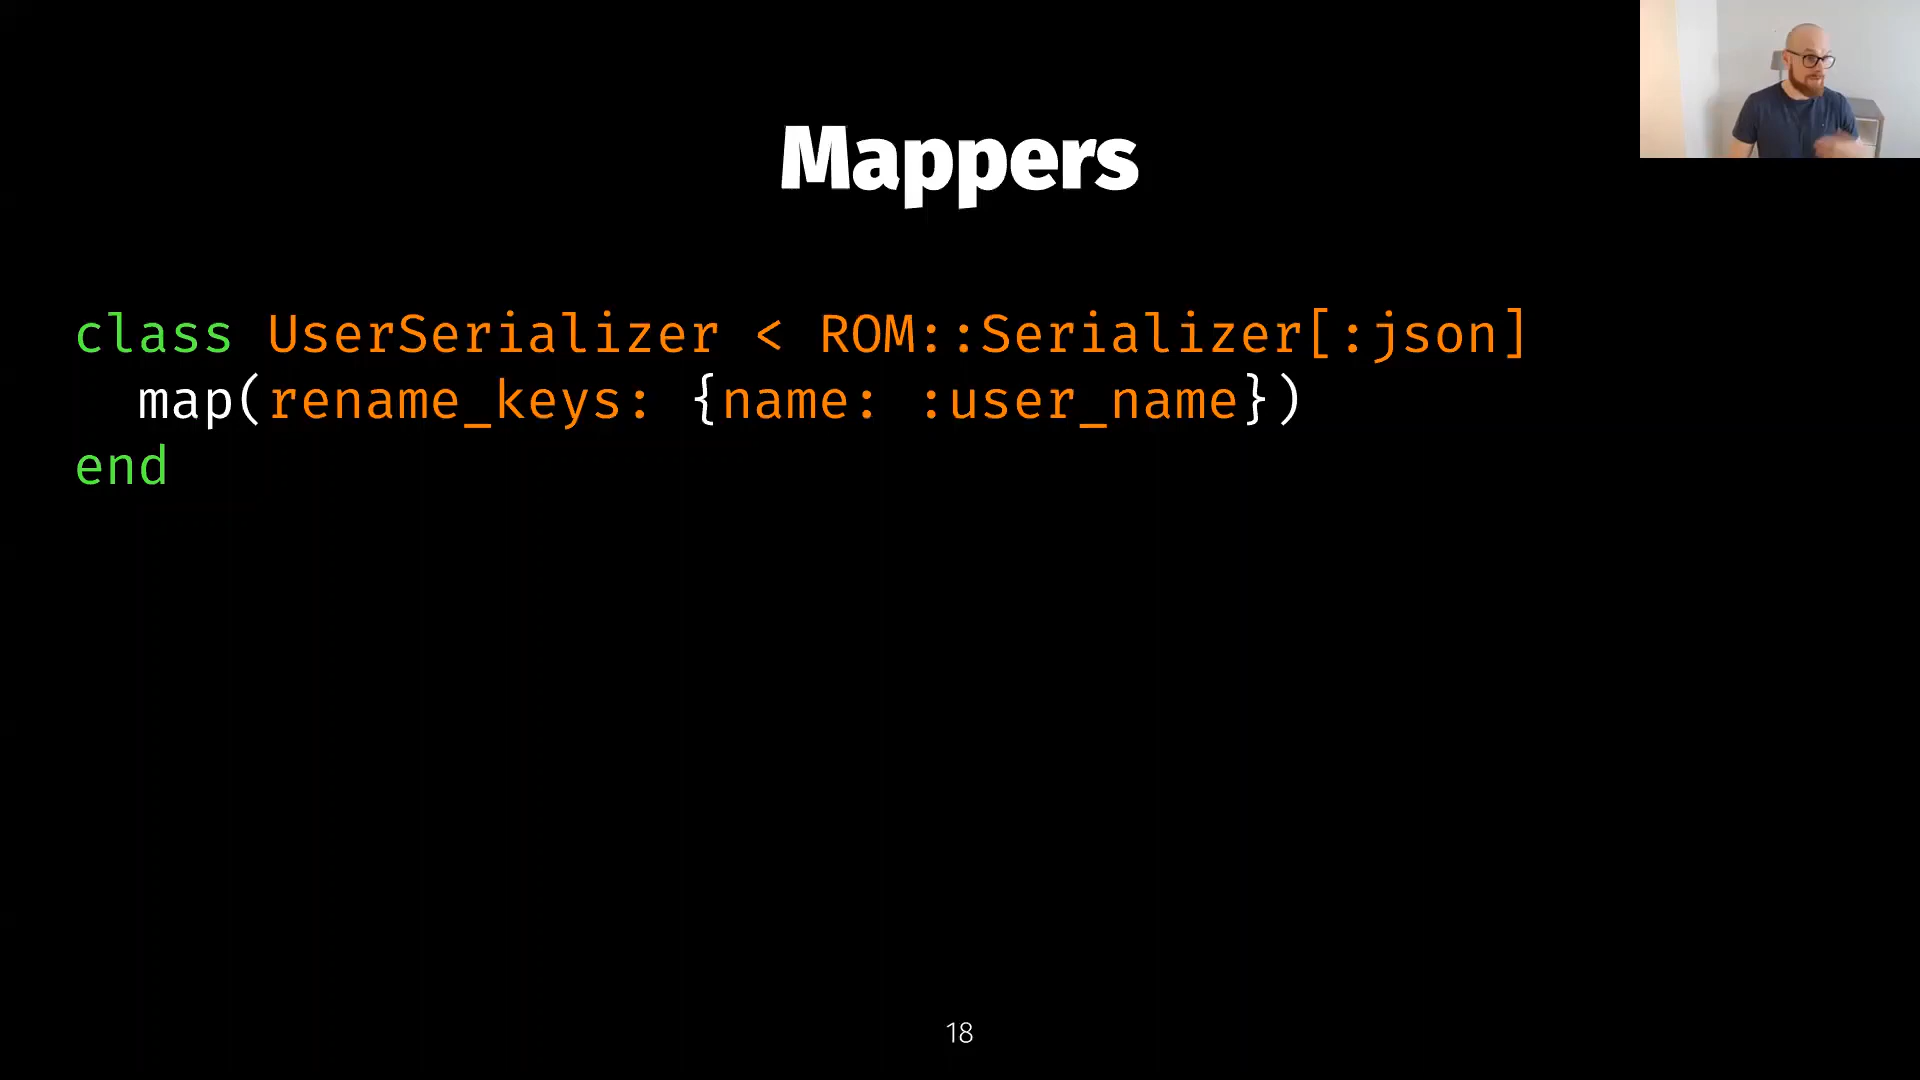 Mappers
class UserSerializer < ROM::Serializer[:json]
  map(rename_keys: {name: :user_name})
end
18